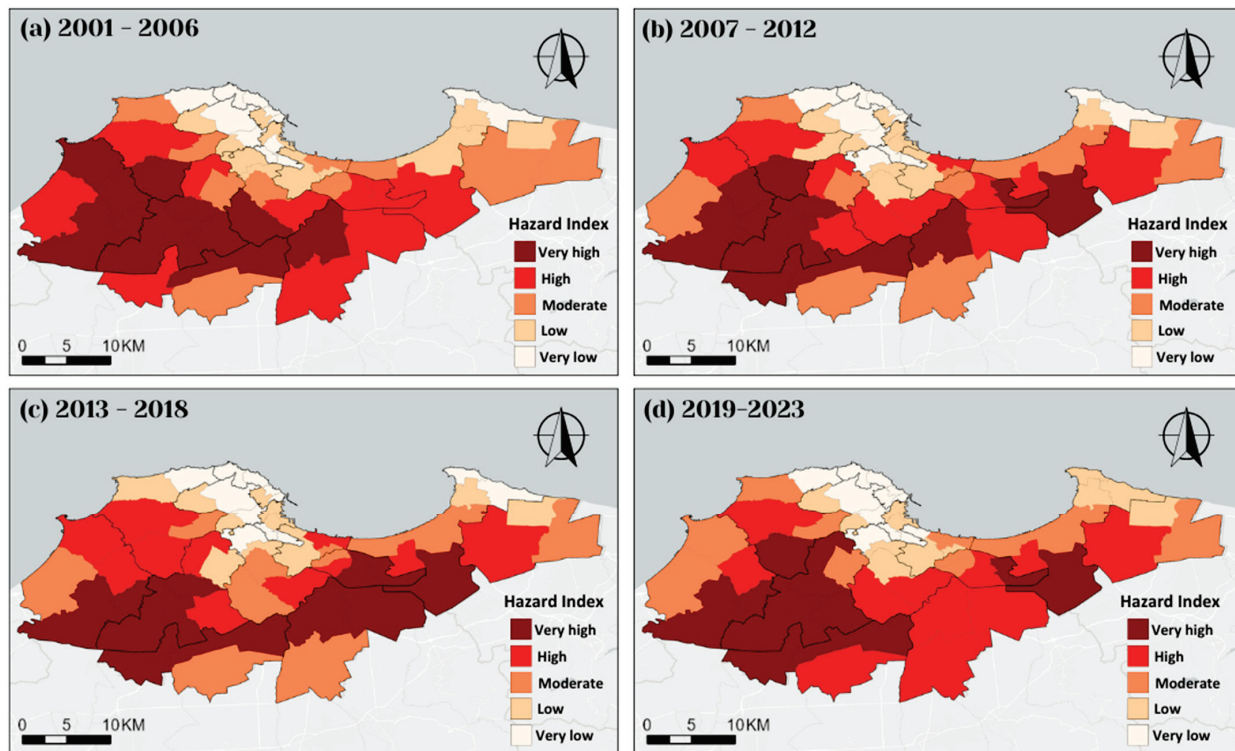 (a) 2001 - 2006
Hazard Index
Very high
High
Moderate
Low
Very low
0 5 10KM
(b) 2007 - 2012
Hazard Index
Very high
High
Moderate
Low
Very low
0 5 10KM
(c) 2013 - 2018
Hazard Index
Very high
High
Moderate
Low
Very low
0 5 10KM
(d) 2019-2023
Hazard Index
Very high
High
Moderate
Low
Very low
0 5 10KM